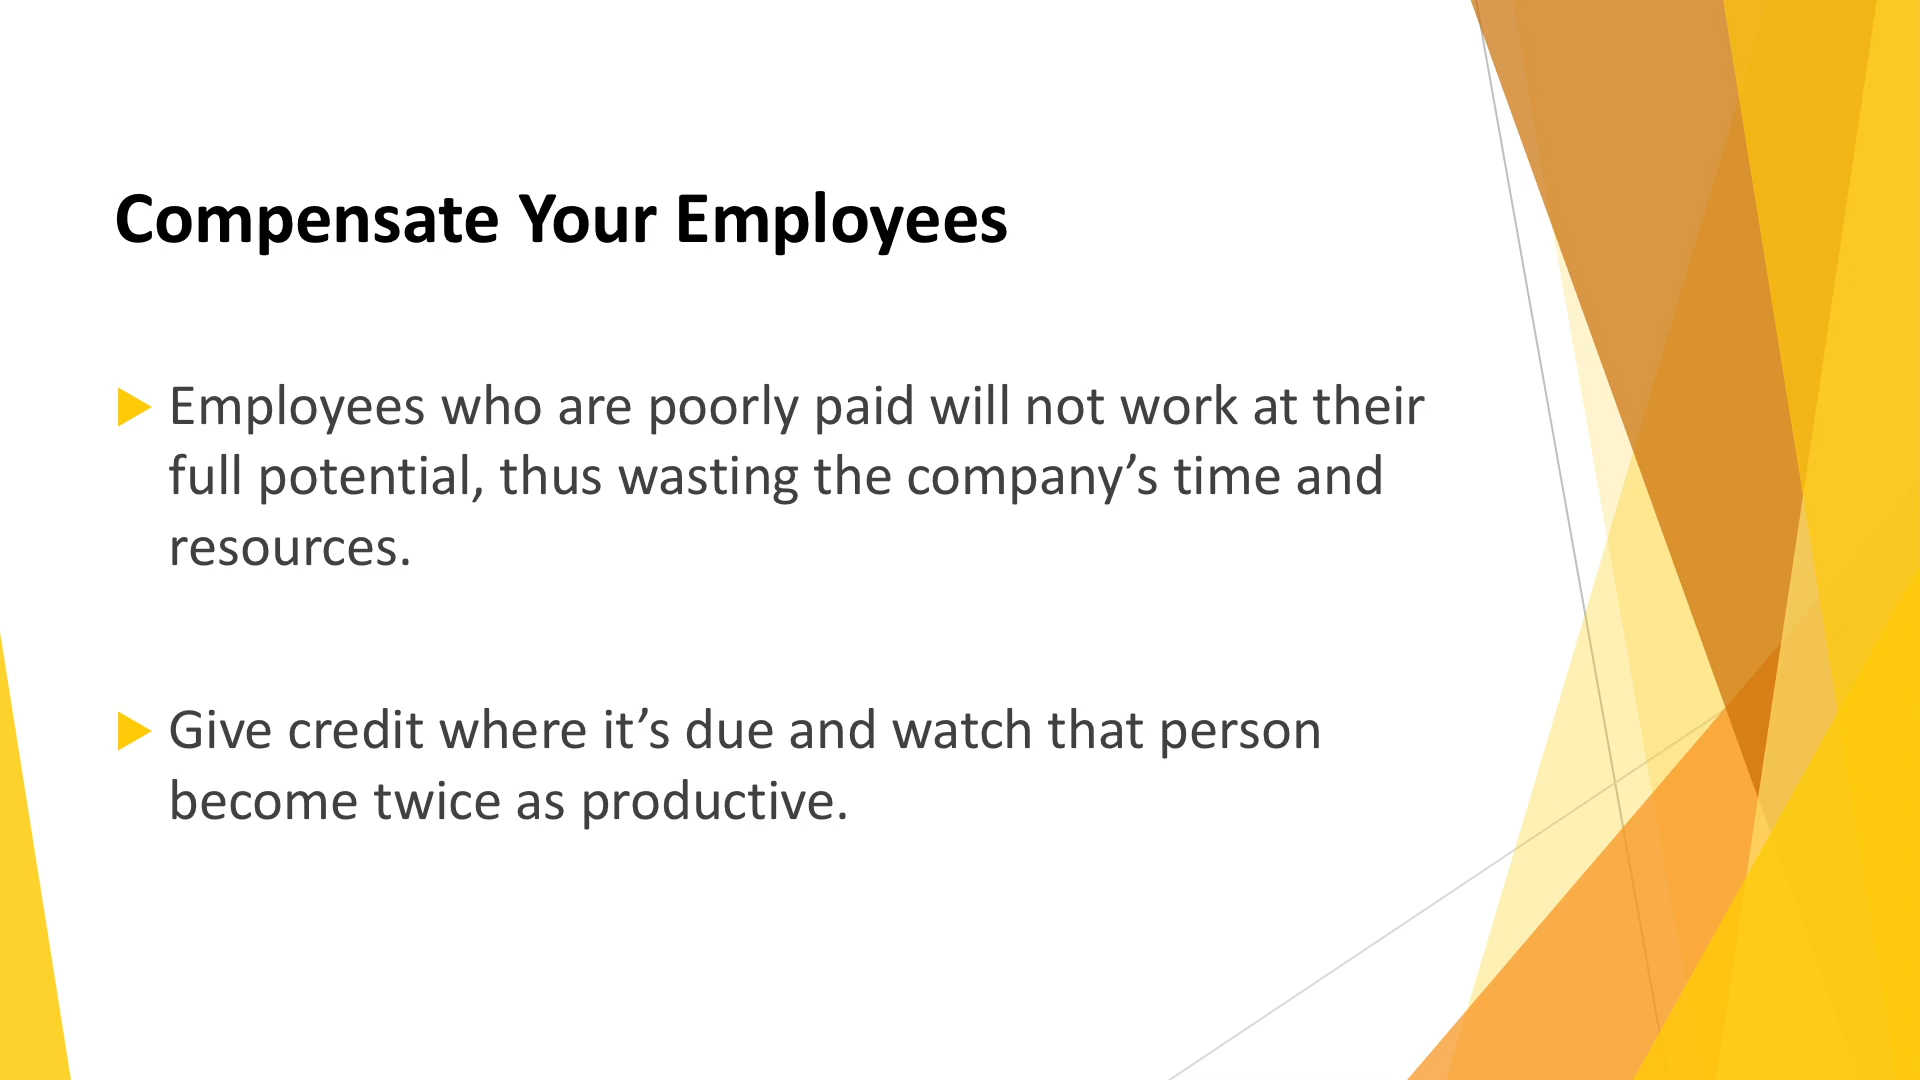 Compensate Your Employees
Employees who are poorly paid will not work at their
full potential, thus wasting the company’s time and
resources.
Give credit where it’s due and watch that person
become twice as productive.